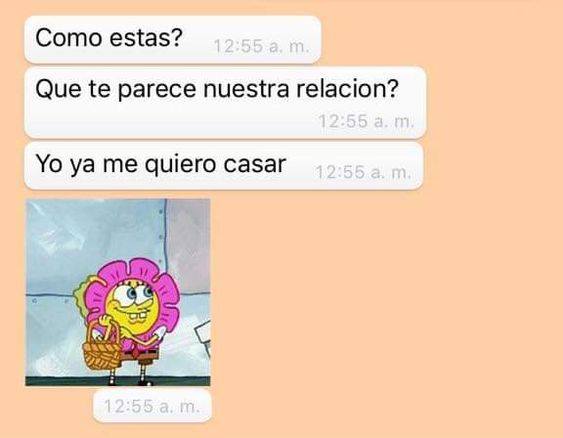 Como estas? 12:55 a. m.
Que te parece nuestra relacion?
12:55 a. m.
Yo ya me quiero casar 12:55 a. m.
12:55 a. m.